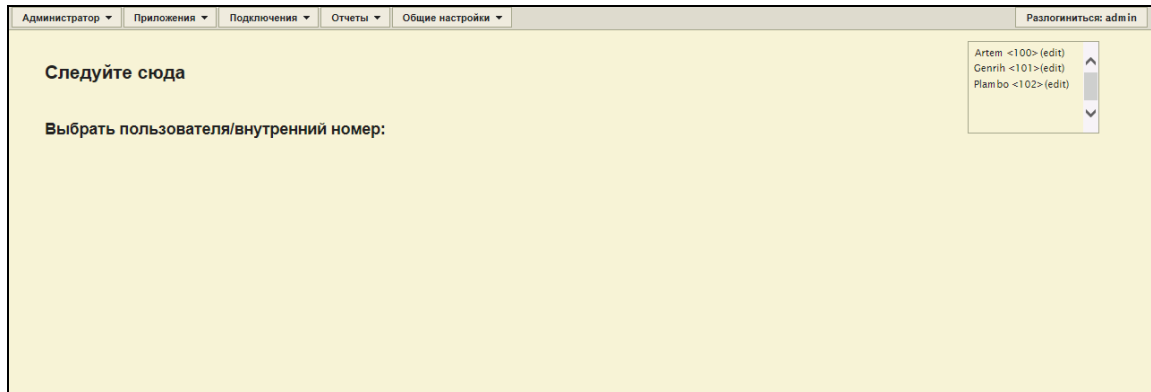 Администратор Приложения Подключения Отчеты Общие настройки Разлогиниться: admin
Следуйте сюда
Выбрать пользователя/внутренний номер:
Artem <100> (edit)
Genrih <101>(edit)
Plambo <102>(edit)